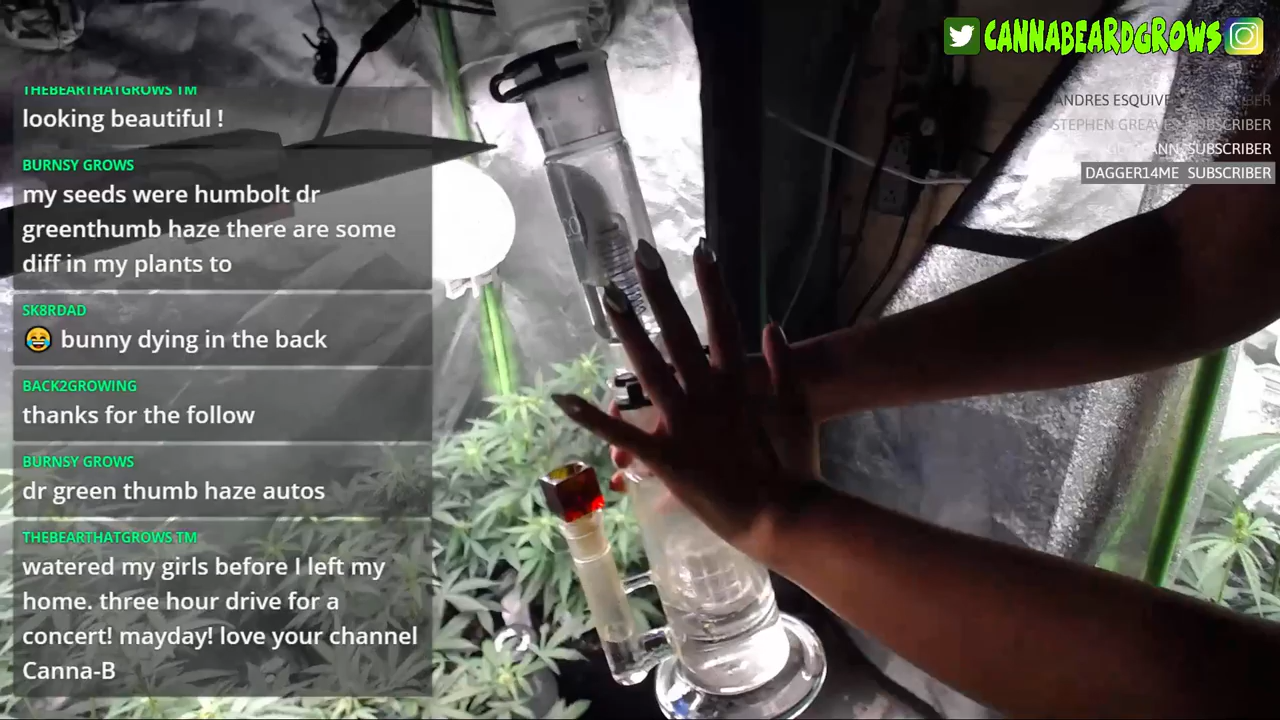 CANNABEARDGROWS
THEBEARTHATGROWS TM
looking beautiful !
BURNSY GROWS
my seeds were humbolt dr
greenthumb haze there are some
diff in my plants to
SK8RDAD
😂 bunny dying in the back
BACK2GROWING
thanks for the follow
BURNSY GROWS
dr green thumb haze autos
THEBEARTHATGROWS TM
watered my girls before I left my
home. three hour drive for a
concert! mayday! love your channel
Canna-B
ANDRES SUBSCRIBER
STEPHEN SUBSCRIBER
SUBSCRIBER
DAGGER14ME SUBSCRIBER